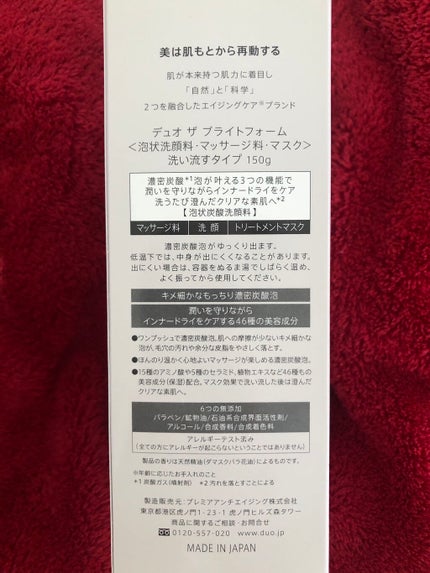 美は肌もとから再動する
肌が本来持つ肌力に着目し
「自然」と「科学」
2つを融合したエイジングケア※ブランド
デュオ ザ ブライトフォーム
＜泡状洗顔料・マッサージ料・マスク＞
洗い流すタイプ 150g
濃密炭酸*1泡が叶える3つの機能で
潤いを守りながらインナードライをケア
洗うたび澄んだクリアな素肌へ*2
【泡状炭酸洗顔料】
マッサージ料 洗 顔 トリートメントマスク
濃密炭酸泡がゆっくり出ます。
低温下では、中身が出にくくなることがあります。
出にくい場合は、容器をぬるま湯でしばらく温め、
よく振ってから使用してください。
キメ細かなもっちり濃密炭酸泡
潤いを守りながら
インナードライをケアする46種の美容成分
●ワンプッシュで濃密炭酸泡。肌への摩擦が少ないキメ細かな
泡が、毛穴の汚れや余分な皮脂をやさしく落とす。
●ほんのり温かく心地よいマッサージが楽しめる濃密炭酸泡。
●15種のアミノ酸や5種のセラミド、植物エキスなど46種もの
美容成分(保湿)配合。マスク効果で洗い流した後は澄んだ
クリアな素肌へ。
6つの無添加
パラベン/鉱物油/石油系合成界面活性剤/
アルコール/合成香料/合成着色料
アレルギーテスト済み
(全ての方にアレルギーが起こらないということではありません)
製品の香りは天然精油(ダマスクバラ花油)によるものです。
※年齢に応じたお手入れのこと
*1 炭酸ガス(噴射剤) *2 汚れを落とすことによる
製造販売元:プレミアアンチエイジング株式会社
東京都港区虎ノ門1-23-1 虎ノ門ヒルズ森タワー
商品に関するご相談・お問合せ
0120-557-020 www.duo.jp
MADE IN JAPAN